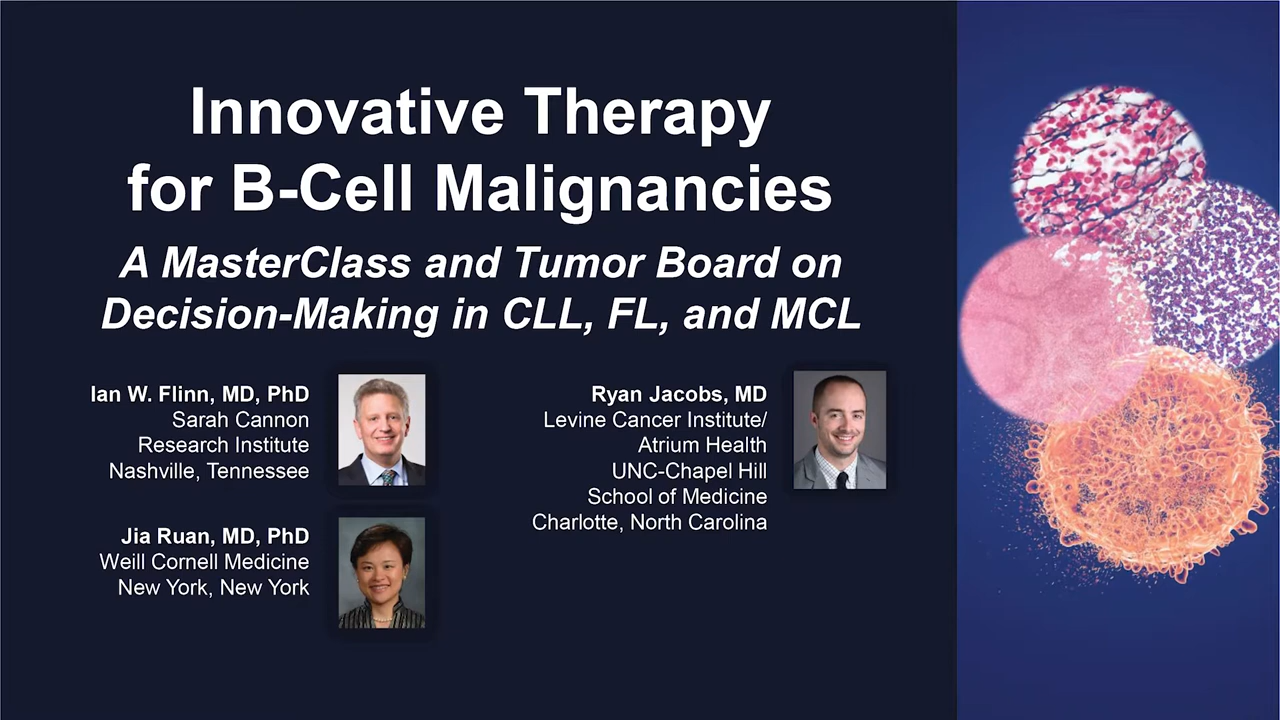 Innovative Therapy
for B-Cell Malignancies
A MasterClass and Tumor Board on
Decision-Making in CLL, FL, and MCL
Ian W. Flinn, MD, PhD
Sarah Cannon
Research Institute
Nashville, Tennessee
Jia Ruan, MD, PhD
Weill Cornell Medicine
New York, New York
Ryan Jacobs, MD
Levine Cancer Institute/
Atrium Health
UNC-Chapel Hill
School of Medicine
Charlotte, North Carolina